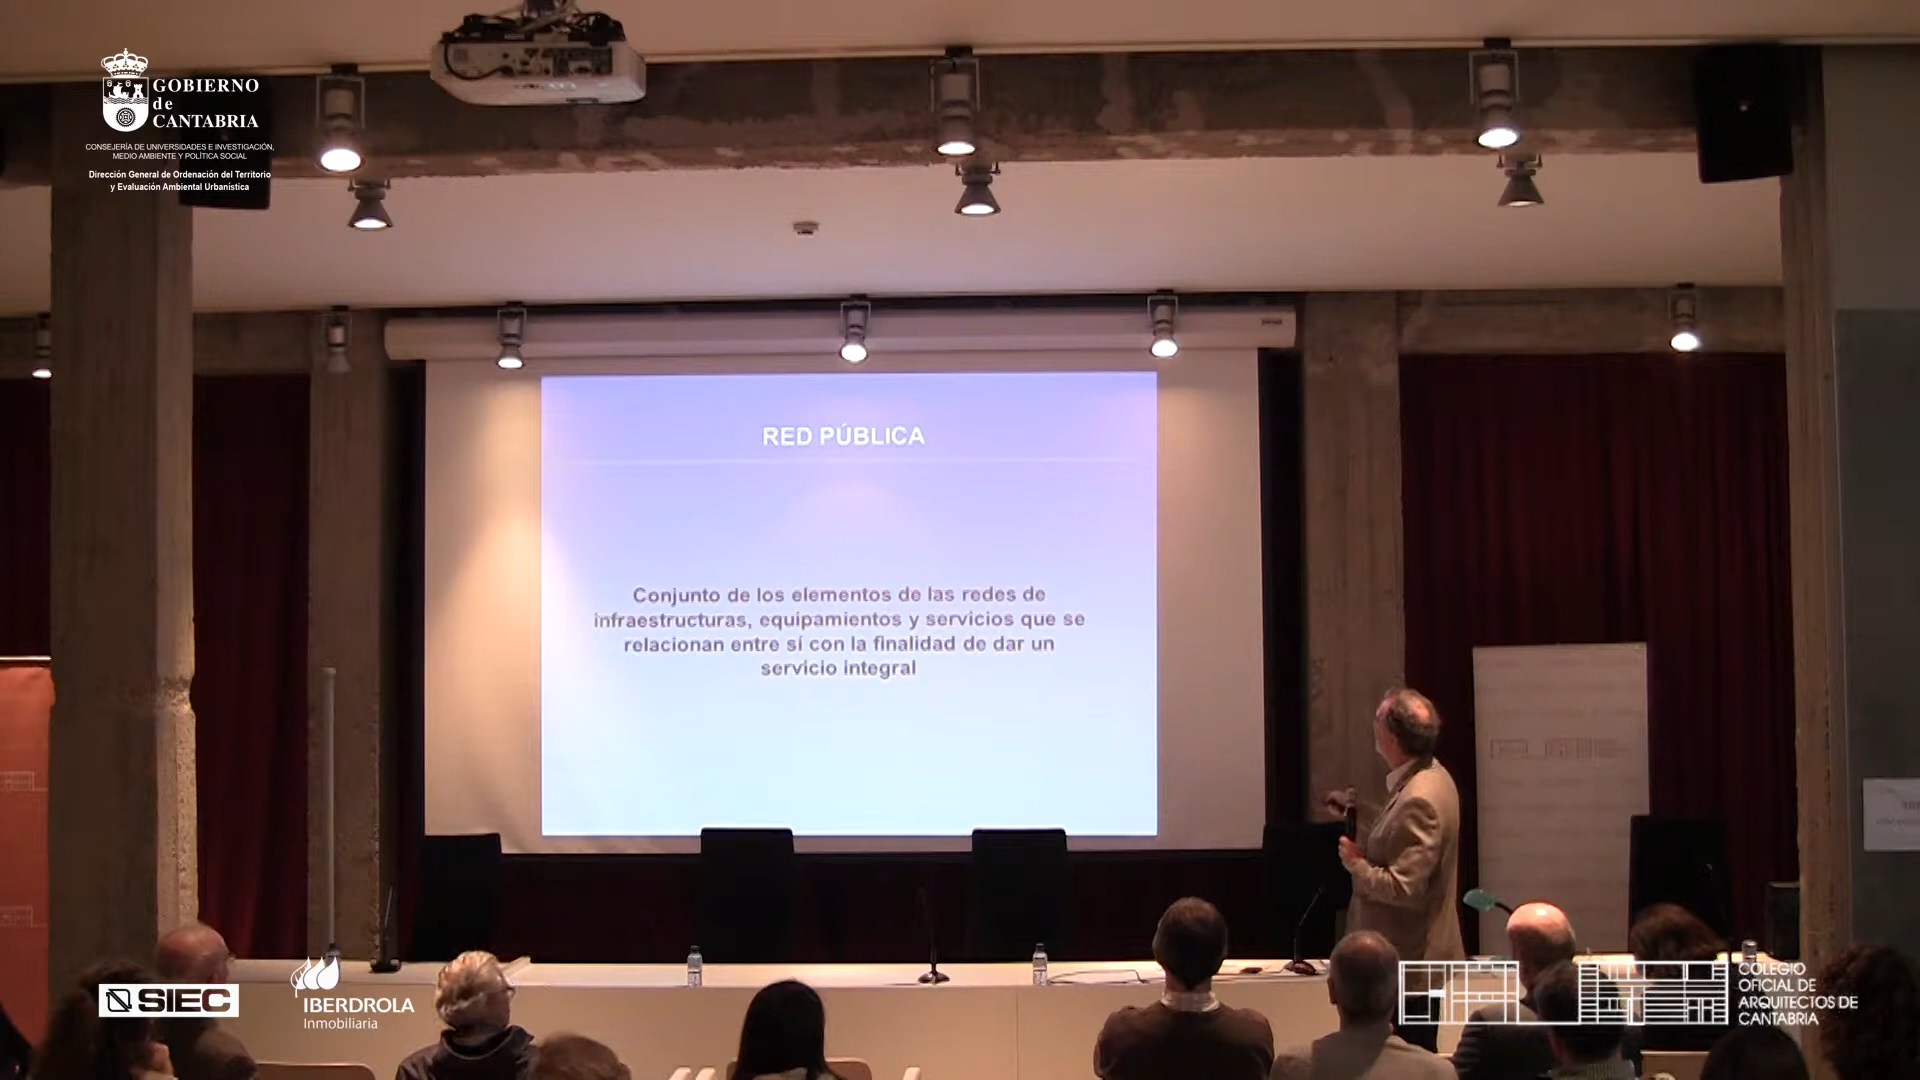 GOBIERNO
de
CANTABRIA
CONSEJERÍA DE UNIVERSIDADES E INVESTIGACIÓN,
MEDIO AMBIENTE Y POLÍTICA SOCIAL
Dirección General de Ordenación del Territorio
y Evaluación Ambiental Urbanística
RED PÚBLICA
Conjunto de los elementos de las redes de
infraestructuras, equipamientos y servicios que se
relacionan entre sí con la finalidad de dar un
servicio integral
SIEC
IBERDROLA
Inmobiliaria
COLEGIO
OFICIAL DE
ARQUITECTOS DE
CANTABRIA